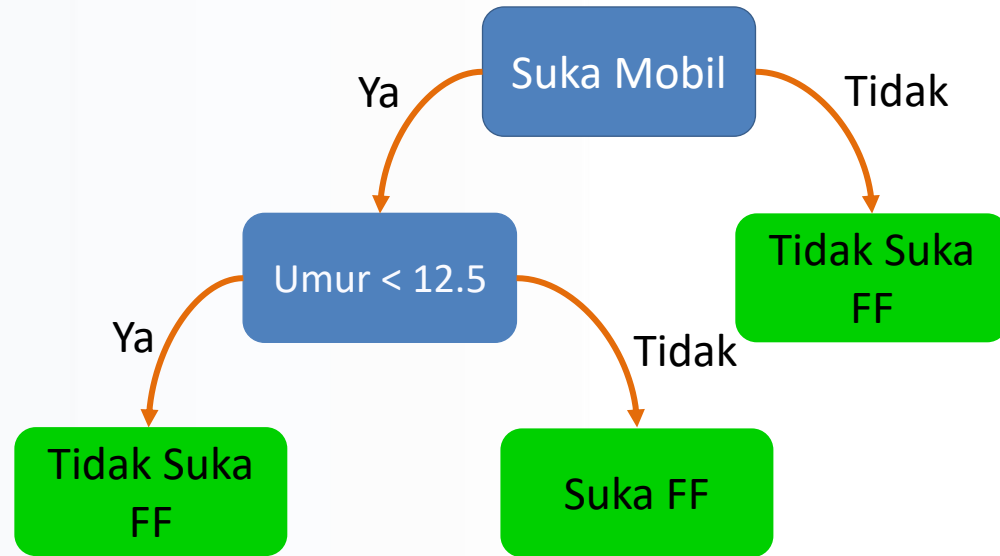 Suka Mobil
Ya
Tidak
Umur < 12.5
Tidak Suka
FF
Ya
Tidak
Tidak Suka
FF
Suka FF